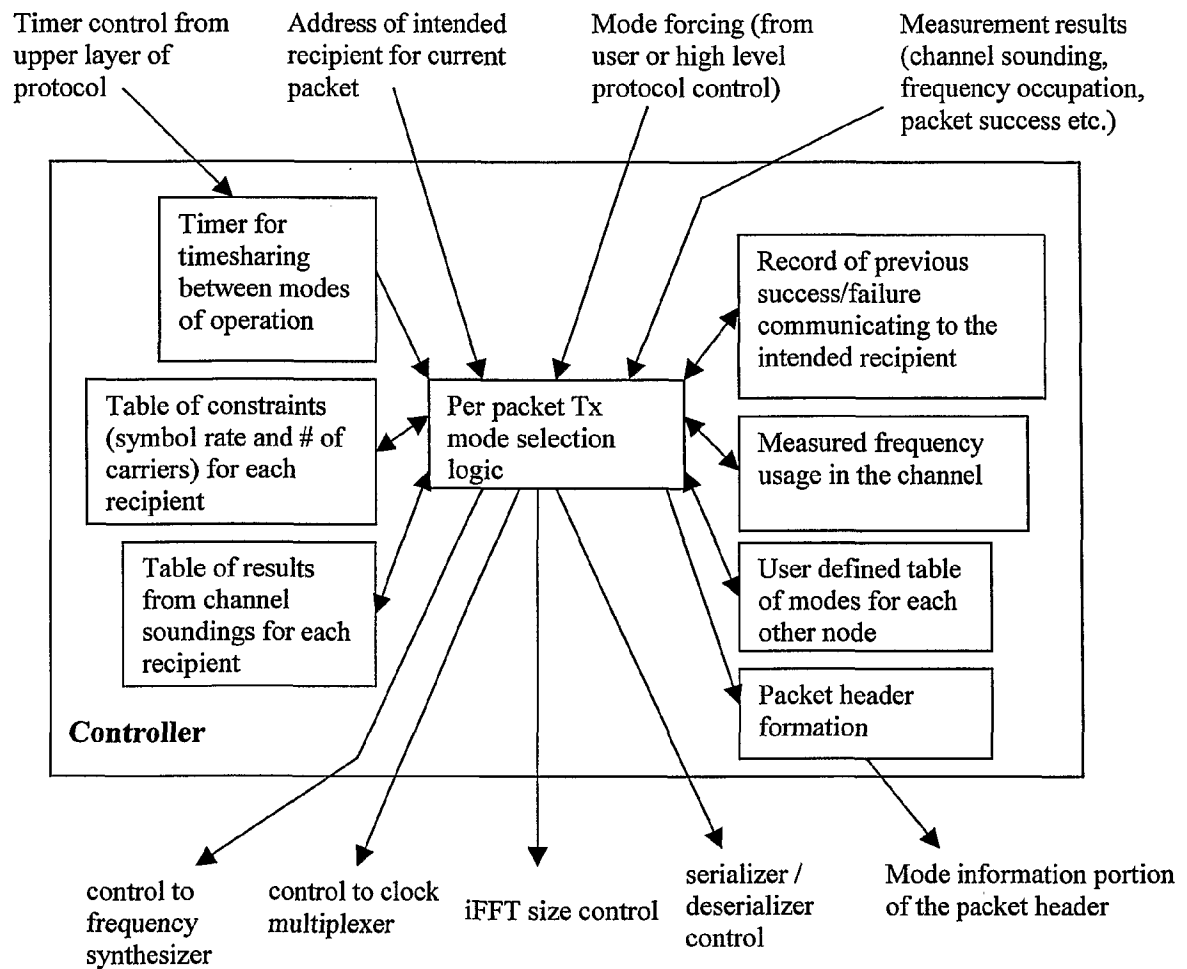 Timer control from
upper layer of
protocol
Address of intended
recipient for current
packet
Mode forcing (from
user or high level
protocol control)
Measurement results
(channel sounding,
frequency occupation,
packet success etc.)
Timer for
timesharing
between modes
of operation
Record of previous
success/failure
communicating to the
intended recipient
Table of constraints
(symbol rate and # of
carriers) for each
recipient
Per packet Tx
mode selection
logic
Measured frequency
usage in the channel
Table of results
from channel
soundings for each
recipient
User defined table
of modes for each
other node
Packet header
formation
Controller
control to
frequency
synthesizer
control to clock
multiplexer
iFFT size control
serializer /
deserializer
control
Mode information portion
of the packet header